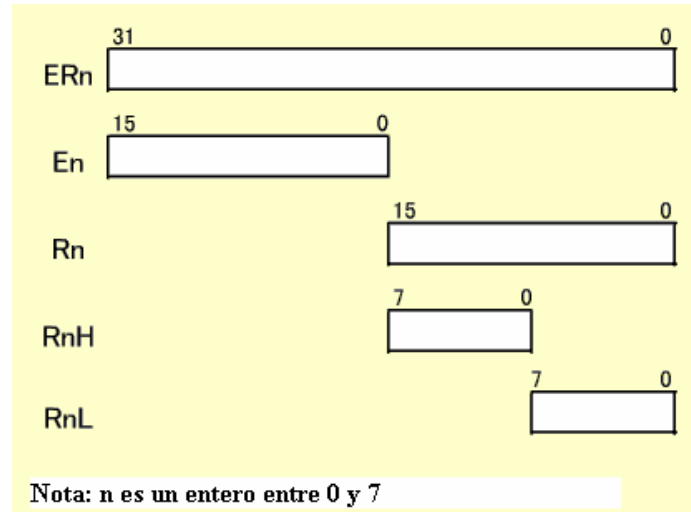 31 0
ERn
15 0
En
15 0
Rn
7 0
RnH
7 0
RnL
Nota: n es un entero entre 0 y 7